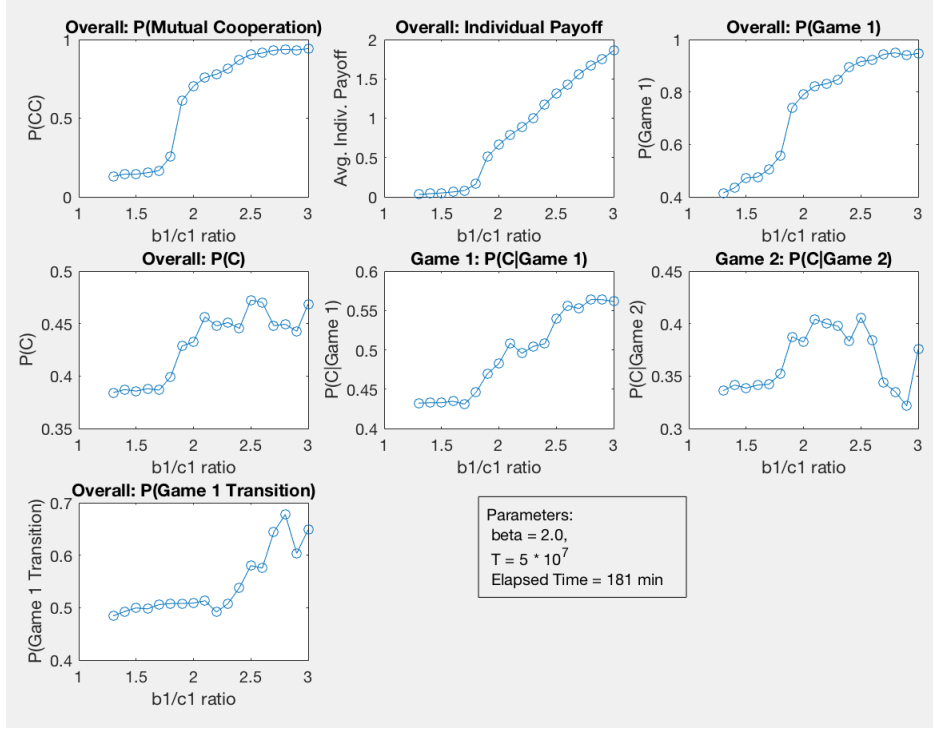 Overall: P(Mutual Cooperation)
P(CC)
1
0.5
0
1 1.5 2 2.5 3
b1/c1 ratio
Overall: Individual Payoff
Avg. Indiv. Payoff
2
1.5
1
0.5
0
1 1.5 2 2.5 3
b1/c1 ratio
Overall: P(Game 1)
P(Game 1)
1
0.8
0.6
0.4
1 1.5 2 2.5 3
b1/c1 ratio
Overall: P(C)
P(C)
0.5
0.45
0.4
0.35
1 1.5 2 2.5 3
b1/c1 ratio
Game 1: P(C|Game 1)
P(C|Game 1)
0.6
0.55
0.5
0.45
0.4
1 1.5 2 2.5 3
b1/c1 ratio
Game 2: P(C|Game 2)
P(C|Game 2)
0.45
0.4
0.35
0.3
1 1.5 2 2.5 3
b1/c1 ratio
Overall: P(Game 1 Transition)
P(Game 1 Transition)
0.7
0.6
0.5
0.4
1 1.5 2 2.5 3
b1/c1 ratio
Parameters:
beta = 2.0,
T = 5 * 10^7
Elapsed Time = 181 min